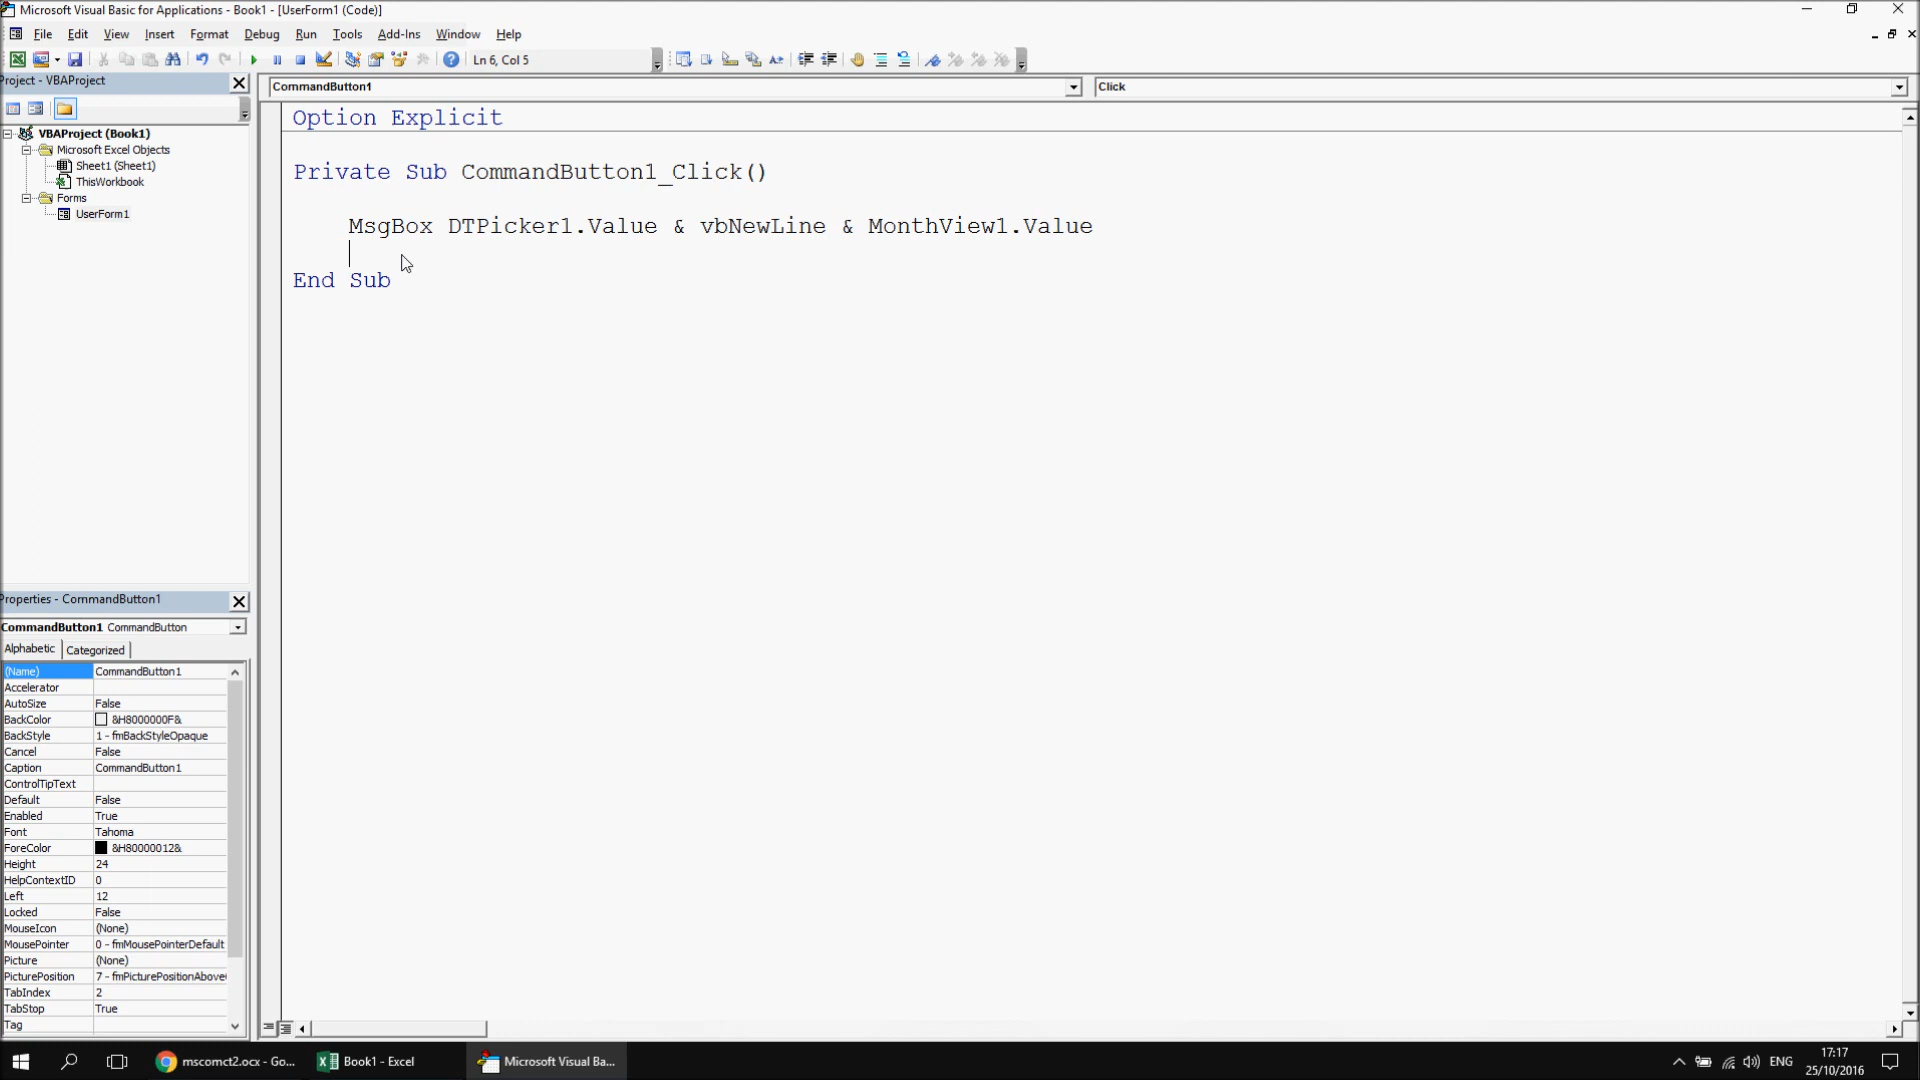 Microsoft Visual Basic for Applications - Book1 - [UserForm1 (Code)]
File Edit View Insert Format Debug Run Tools Add-Ins Window Help
Ln 6, Col 5
Project - VBAProject
CommandButton1
Click
VBAProject (Book1)
Microsoft Excel Objects
Sheet1 (Sheet1)
ThisWorkbook
Forms
UserForm1
Option Explicit
Private Sub CommandButton1_Click()
MsgBox DTPicker1.Value & vbNewLine & MonthView1.Value
End Sub
Properties - CommandButton1
CommandButton1 CommandButton
Alphabetic Categorized
(Name) CommandButton1
Accelerator
AutoSize False
BackColor &H8000000F&
BackStyle 1 - fmBackStyleOpaque
Cancel False
Caption CommandButton1
ControlTipText
Default False
Enabled True
Font Tahoma
ForeColor &H80000012&
Height 24
HelpContextID 0
Left 12
Locked False
MouseIcon (None)
MousePointer 0 - fmMousePointerDefault
Picture (None)
PicturePosition 7 - fmPicturePositionAbove
TabIndex 2
TabStop True
Tag
mscomct2.ocx - Go...
Book1 - Excel
Microsoft Visual Ba...
ENG
17:17
25/10/2016